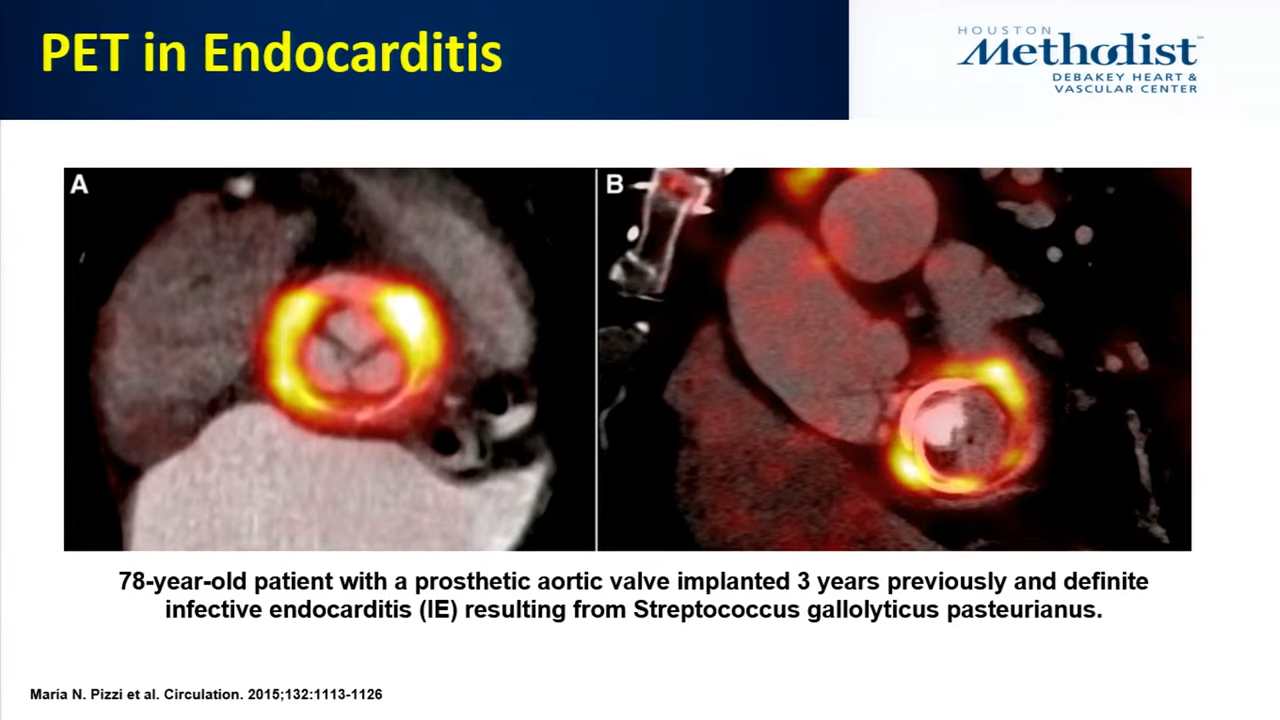 PET in Endocarditis
HOUSTON
Methodist
DEBAKEY HEART &
VASCULAR CENTER
A
B
78-year-old patient with a prosthetic aortic valve implanted 3 years previously and definite
infective endocarditis (IE) resulting from Streptococcus gallolyticus pasteurianus.
María N. Pizzi et al. Circulation. 2015;132:1113-1126